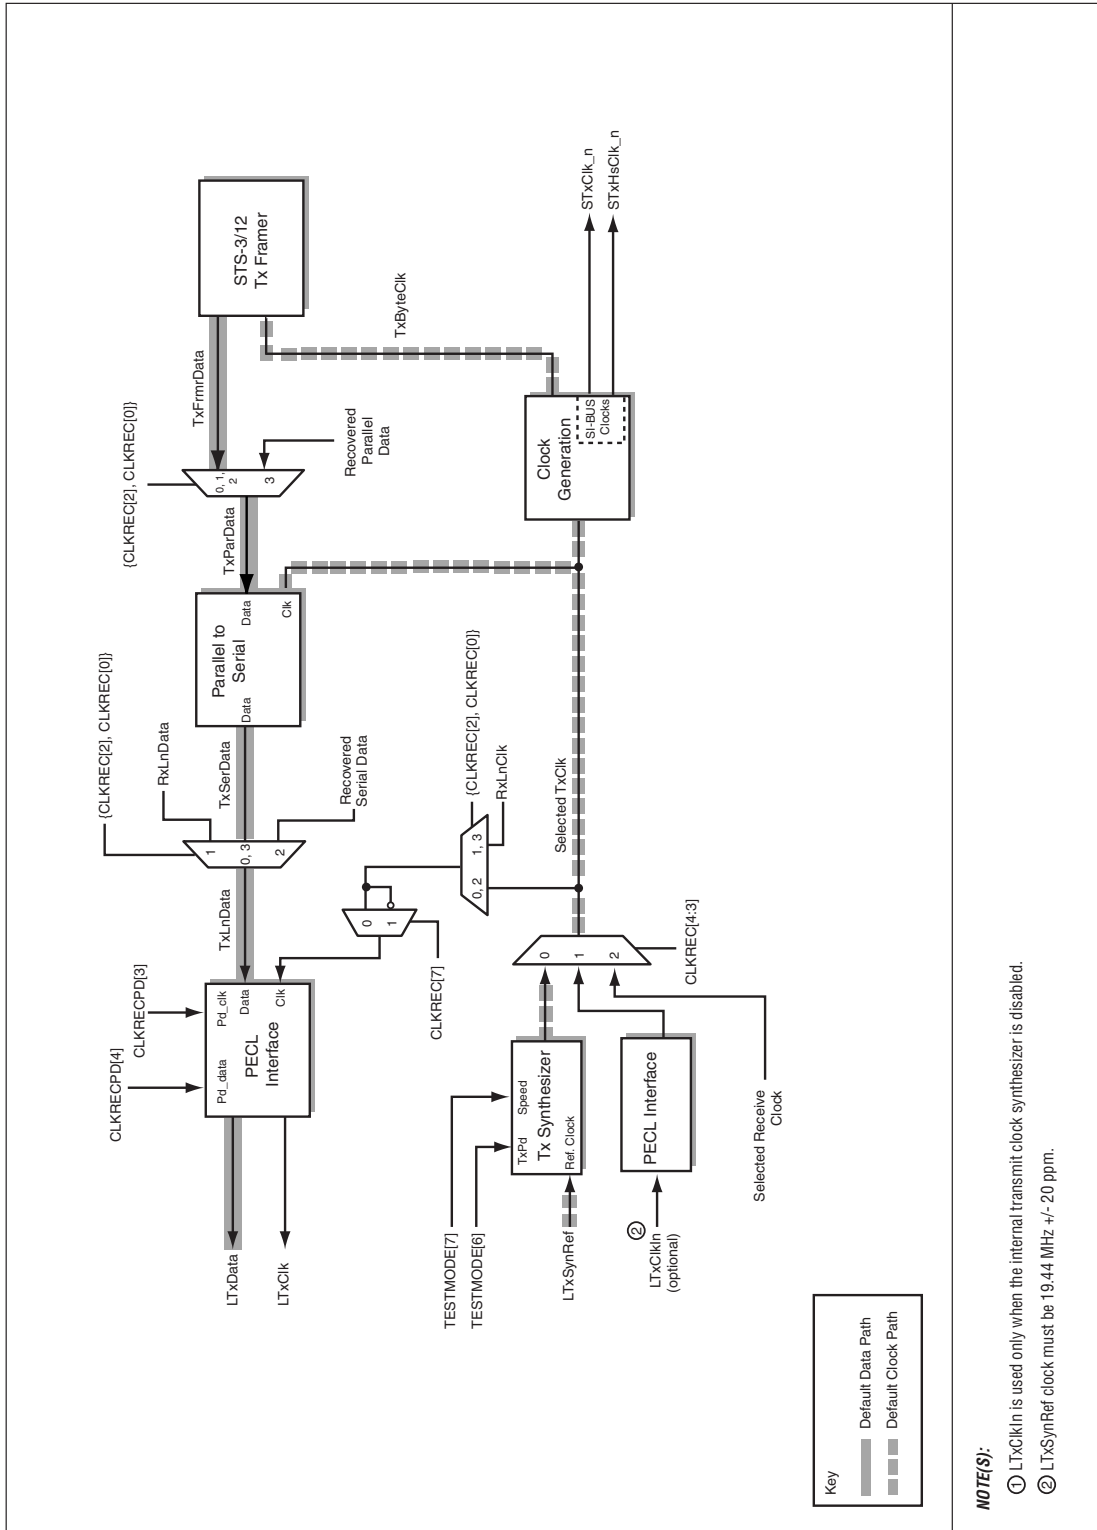 {CLKREC[2], CLKREC[0]}
TxFrmrData
STS-3/12
Tx Framer
0, 1,
2
3
Recovered
Parallel
Data
TxParData
TxByteClk
{CLKREC[2], CLKREC[0]}
RxLnData
Parallel to
Serial
Data
Data
Clk
TxSerData
1
0, 3
2
Recovered
Serial Data
TxLnData
CLKRECPD[4]
CLKRECPD[3]
Pd_data
Pd_clk
PECL
Interface
Data
Clk
LTxData
LTxClk
0
1
CLKREC[7]
0, 2
1, 3
{CLKREC[2], CLKREC[0]}
RxLnClk
Selected TxClk
Clock
Generation
SI-BUS
Clocks
STxClk_n
STxHsClk_n
TESTMODE[7]
TESTMODE[6]
TxPd
Speed
Tx Synthesizer
Ref. Clock
LTxSynRef
0
1
2
CLKREC[4:3]
2
LTxClkIn
(optional)
PECL Interface
Selected Receive
Clock
Key
Default Data Path
Default Clock Path
NOTE(S):
1 LTxClkIn is used only when the internal transmit clock synthesizer is disabled.
2 LTxSynRef clock must be 19.44 MHz +/- 20 ppm.